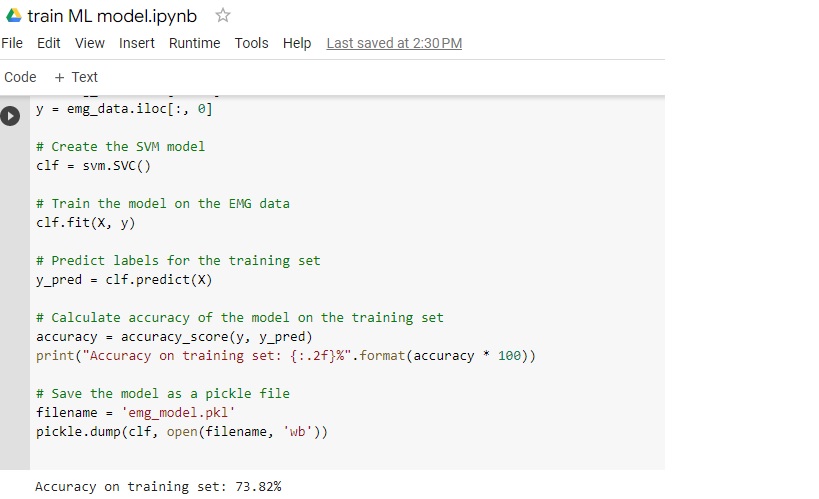 train ML model.ipynb
File Edit View Insert Runtime Tools Help Last saved at 2:30 PM
Code + Text
y = emg_data.iloc[:, 0]
# Create the SVM model
clf = svm.SVC()
# Train the model on the EMG data
clf.fit(X, y)
# Predict labels for the training set
y_pred = clf.predict(X)
# Calculate accuracy of the model on the training set
accuracy = accuracy_score(y, y_pred)
print("Accuracy on training set: {:.2f}%".format(accuracy * 100))
# Save the model as a pickle file
filename = 'emg_model.pkl'
pickle.dump(clf, open(filename, 'wb'))
Accuracy on training set: 73.82%